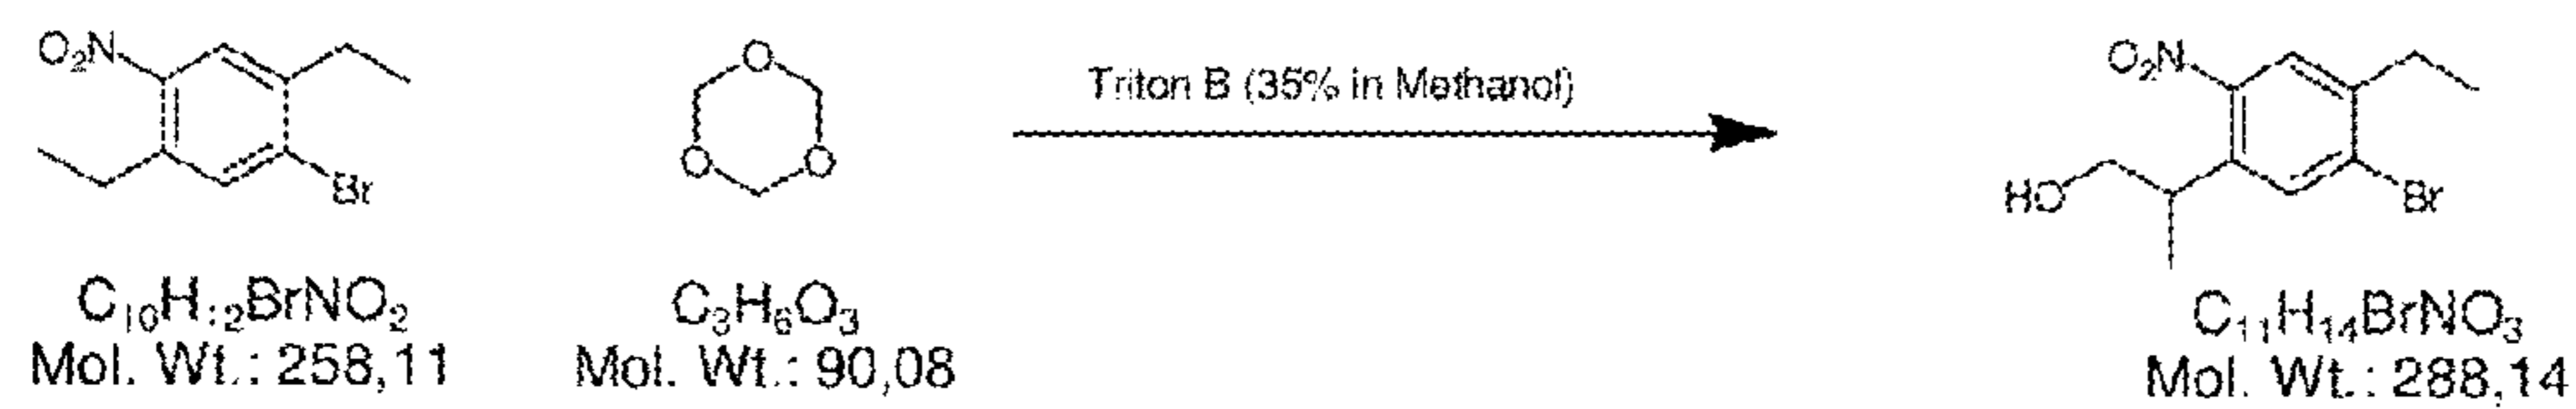 O₂N
Br
O
O
O
Triton B (35% in Methanol)
O₂N
HO
Br
C₁₀H₁₂BrNO₂
Mol. Wt.: 258,11
C₃H₆O₃
Mol. Wt.: 90,08
C₁₁H₁₄BrNO₃
Mol. Wt.: 288,14